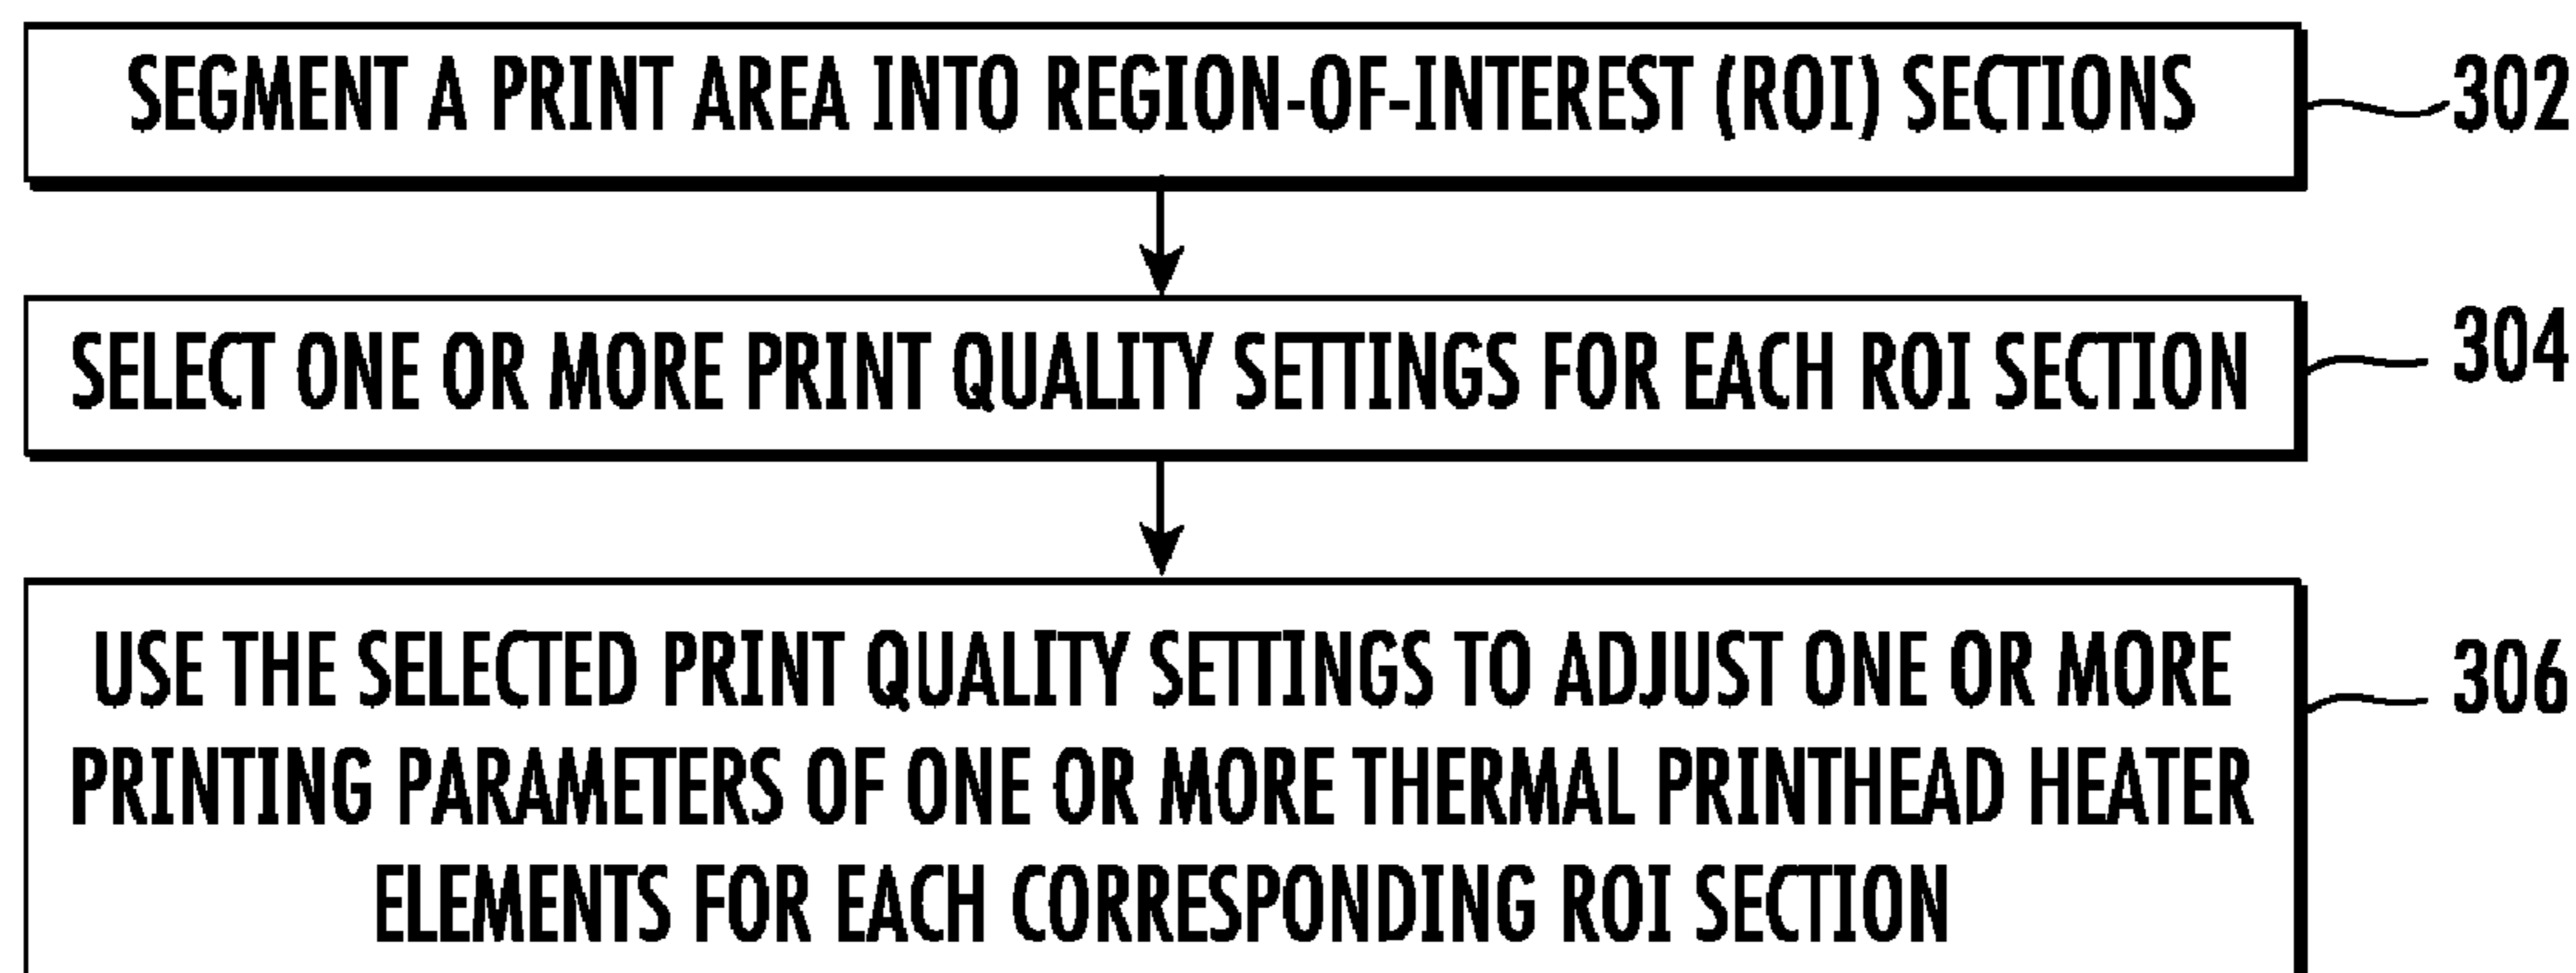 SEGMENT A PRINT AREA INTO REGION-OF-INTEREST (ROI) SECTIONS
302
SELECT ONE OR MORE PRINT QUALITY SETTINGS FOR EACH ROI SECTION
304
USE THE SELECTED PRINT QUALITY SETTINGS TO ADJUST ONE OR MORE
PRINTING PARAMETERS OF ONE OR MORE THERMAL PRINTHEAD HEATER
ELEMENTS FOR EACH CORRESPONDING ROI SECTION
306